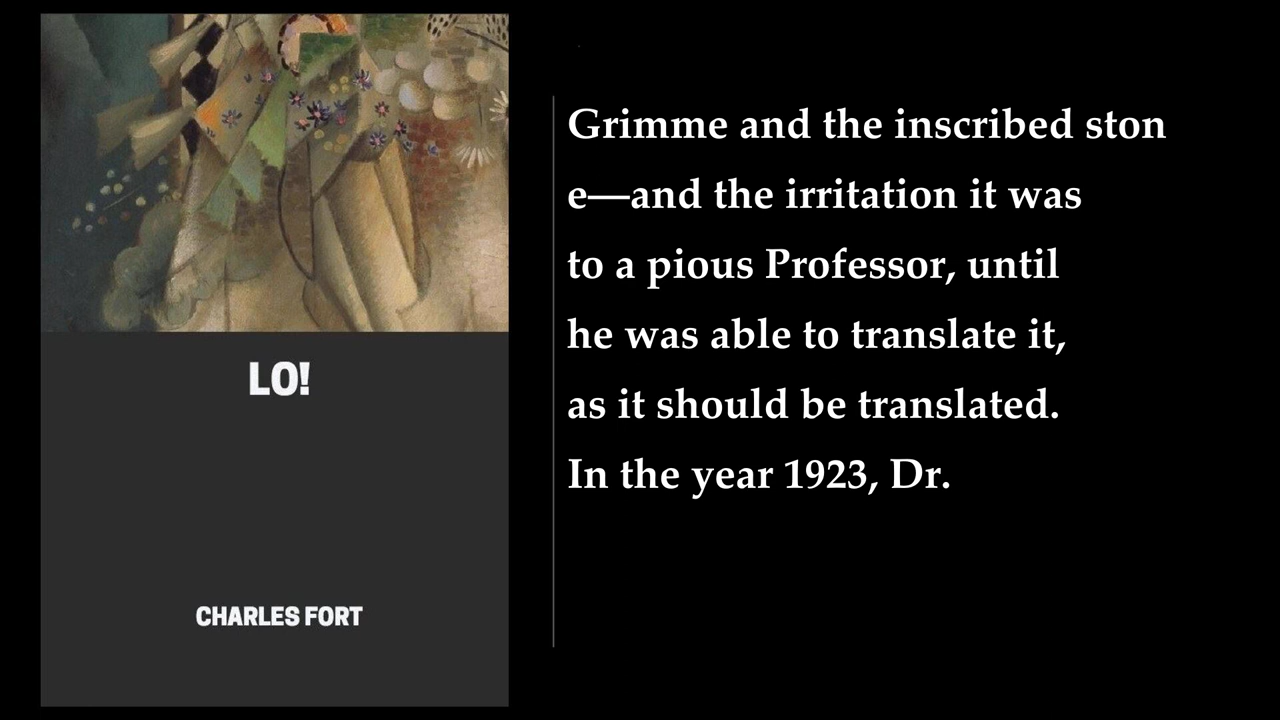 LO!
CHARLES FORT
Grimme and the inscribed ston
e—and the irritation it was
to a pious Professor, until
he was able to translate it,
as it should be translated.
In the year 1923, Dr.